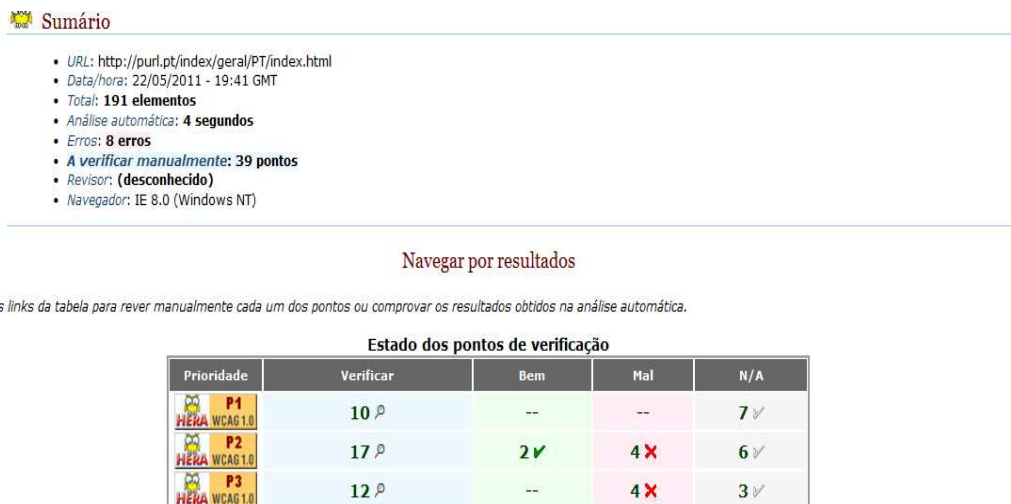 Sumário
• URL: http://purl.pt/index/geral/PT/index.html
• Data/hora: 22/05/2011 - 19:41 GMT
• Total: 191 elementos
• Análise automática: 4 segundos
• Erros: 8 erros
• A verificar manualmente: 39 pontos
• Revisor: (desconhecido)
• Navegador: IE 8.0 (Windows NT)
Navegar por resultados
s links da tabela para rever manualmente cada um dos pontos ou comprovar os resultados obtidos na análise automática.
Estado dos pontos de verificação
Prioridade Verificar Bem Mal N/A
HERA P1 WCAG 1.0 10 -- -- 7
HERA P2 WCAG 1.0 17 2 4 6
HERA P3 WCAG 1.0 12 -- 4 3